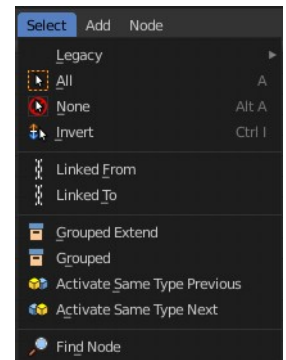 Select Add Node
Legacy
All A
None Alt A
Invert Ctrl I
Linked From
Linked To
Grouped Extend
Grouped
Activate Same Type Previous
Activate Same Type Next
Find Node